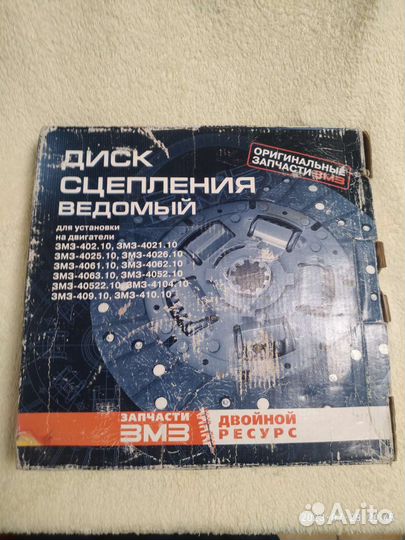 ДИСК
СЦЕПЛЕНИЯ
ВЕДОМЫЙ
для установки
на двигатели
ЗМЗ-402.10, ЗМЗ-4021.10
ЗМЗ-4025.10, ЗМЗ-4026.10
ЗМЗ-4061.10, ЗМЗ-4062.10
ЗМЗ-4063.10, ЗМЗ-4052.10
ЗМЗ-40522.10, ЗМЗ-4104.10
ЗМЗ-409.10, ЗМЗ-410.10
ОРИГИНАЛЬНЫЕ
ЗАПЧАСТИ ЗМЗ
ЗАПЧАСТИ
ЗМЗ
ДВОЙНОЙ
РЕСУРС
Avito